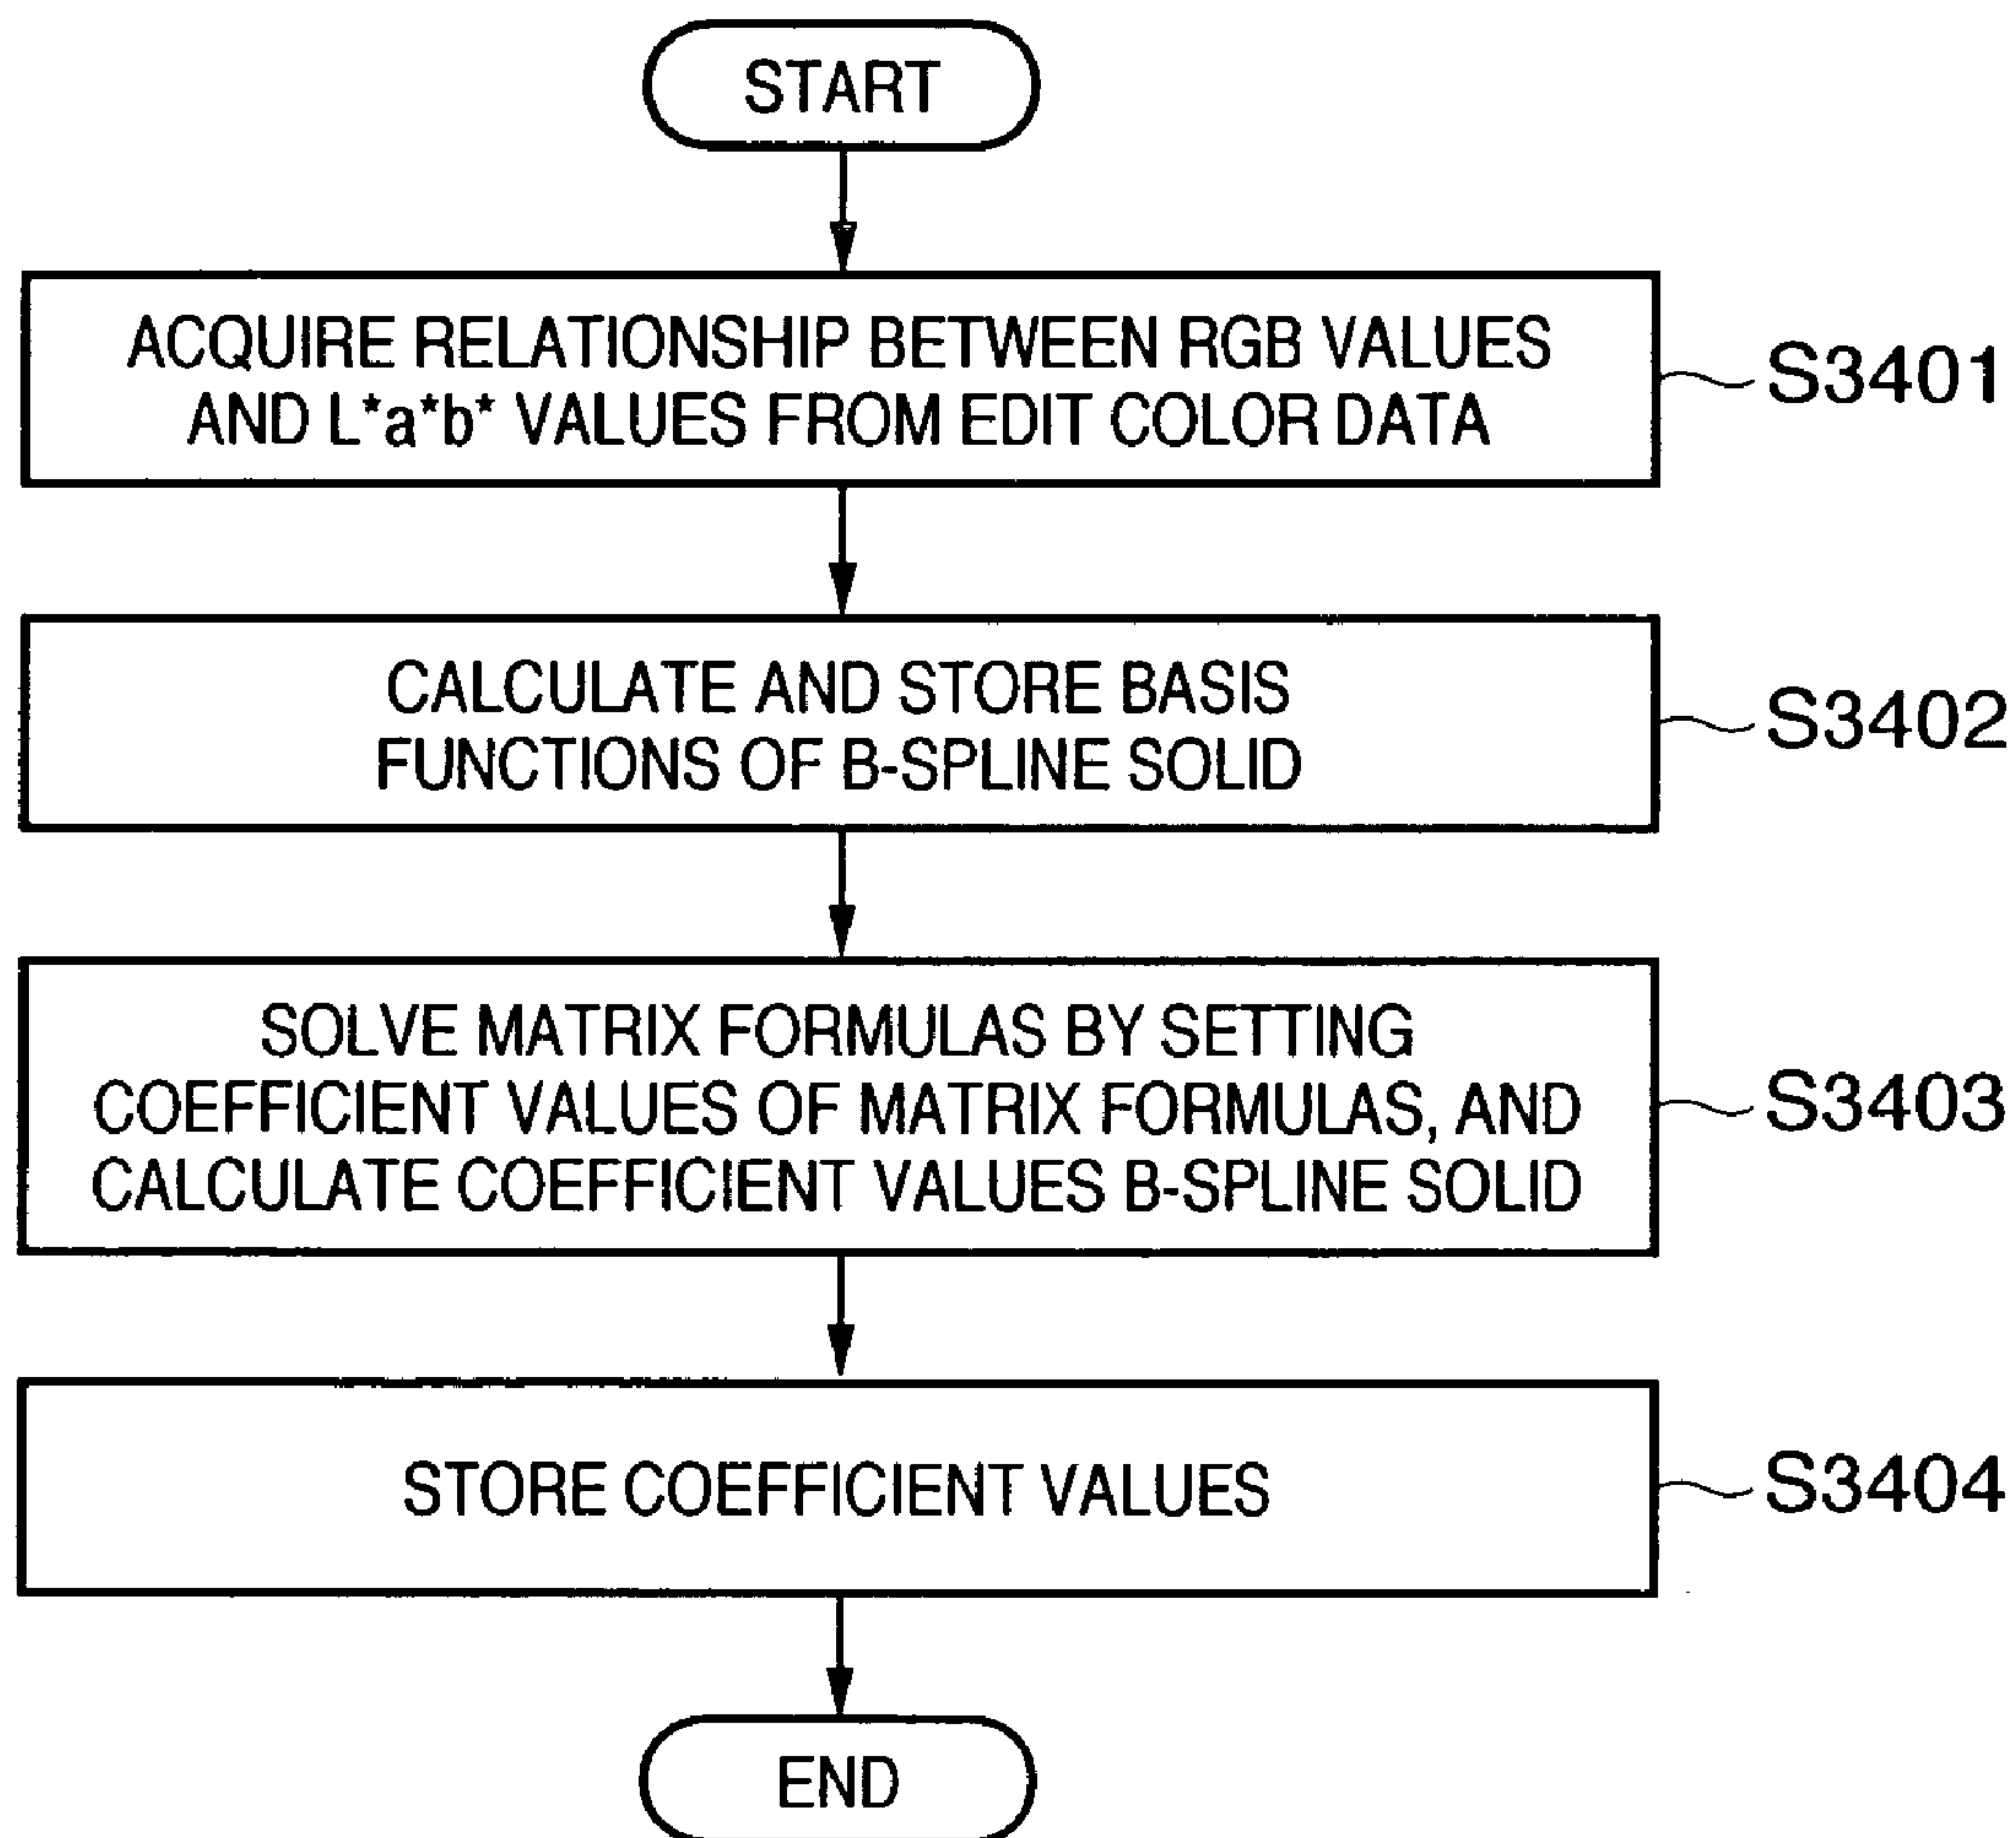 START
ACQUIRE RELATIONSHIP BETWEEN RGB VALUES
AND L*a*b* VALUES FROM EDIT COLOR DATA
S3401
CALCULATE AND STORE BASIS
FUNCTIONS OF B-SPLINE SOLID
S3402
SOLVE MATRIX FORMULAS BY SETTING
COEFFICIENT VALUES OF MATRIX FORMULAS, AND
CALCULATE COEFFICIENT VALUES B-SPLINE SOLID
S3403
STORE COEFFICIENT VALUES
S3404
END